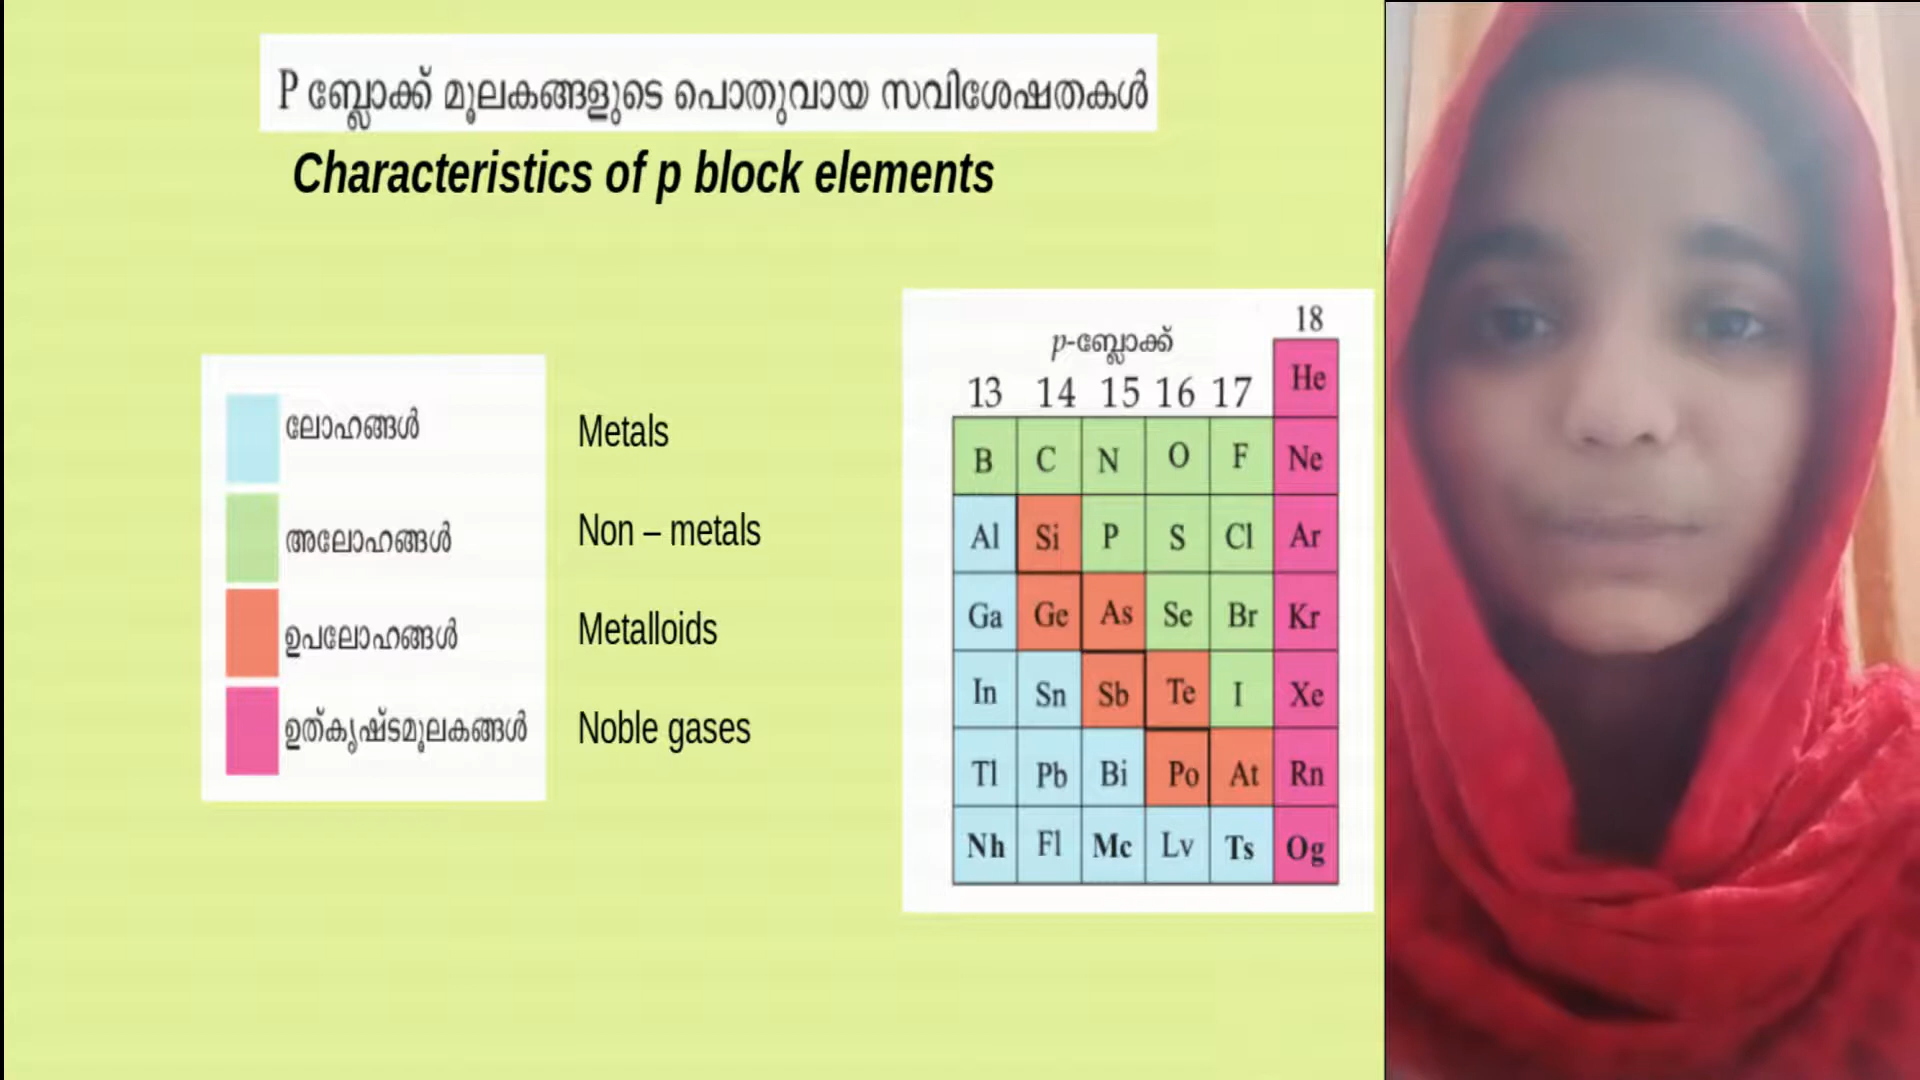 P ബ്ലോക്ക് മൂലകങ്ങളുടെ പൊതുവായ സവിശേഷതകൾ
Characteristics of p block elements
ലോഹങ്ങൾ Metals
അലോഹങ്ങൾ Non – metals
ഉപലോഹങ്ങൾ Metalloids
ഉത്കൃഷ്ടമൂലകങ്ങൾ Noble gases
18
p-ബ്ലോക്ക് He
13 14 15 16 17
B C N O F Ne
Al Si P S Cl Ar
Ga Ge As Se Br Kr
In Sn Sb Te I Xe
Tl Pb Bi Po At Rn
Nh Fl Mc Lv Ts Og